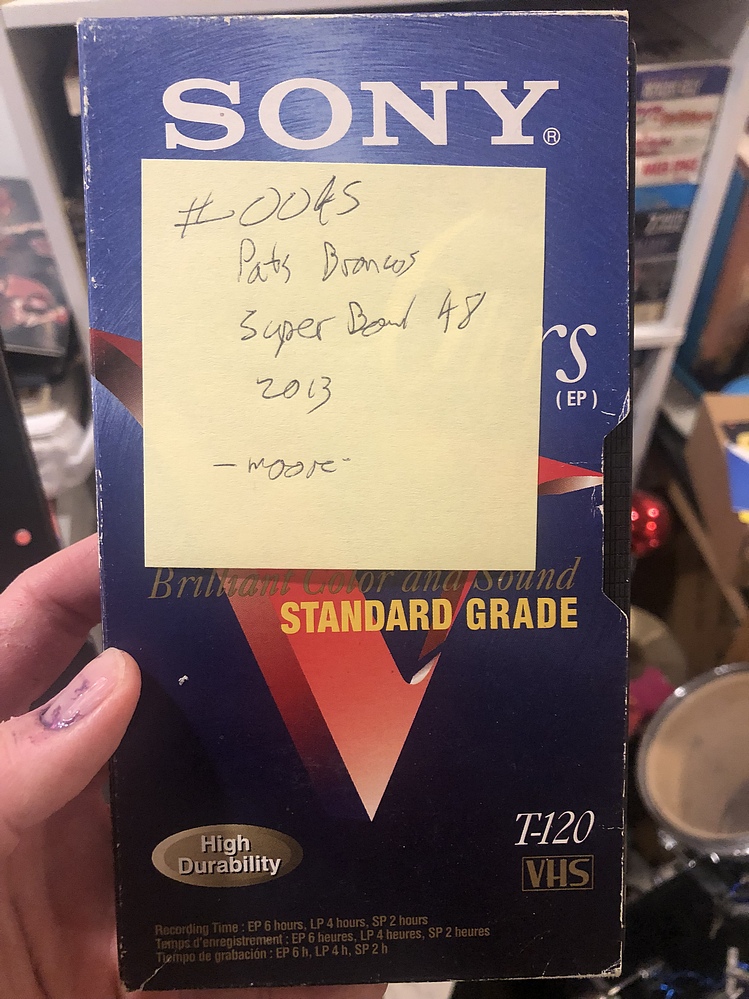 SONY®
#0045
Pats Broncos
Super Bowl 48
2013
-moore-
rs
(EP)
Brilliant Color and Sound
STANDARD GRADE
T-120
VHS
High
Durability
Recording Time : EP 6 hours, LP 4 hours, SP 2 hours
Temps d'enregistrement : EP 6 heures, LP 4 heures, SP 2 heures
Tiempo de grabación : EP 6 h, LP 4 h, SP 2 h